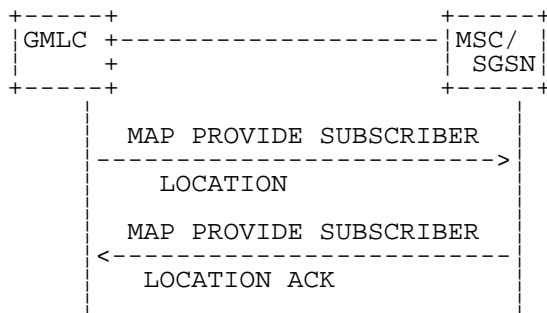 GMLC MSC/
SGSN
MAP PROVIDE SUBSCRIBER
LOCATION
MAP PROVIDE SUBSCRIBER
LOCATION ACK